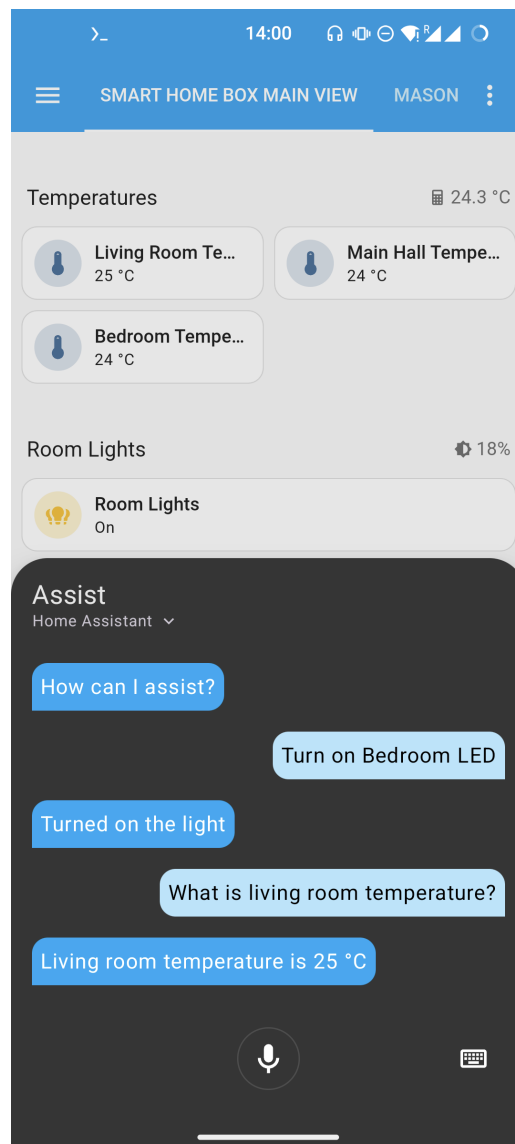 14:00
R
SMART HOME BOX MAIN VIEW MASON
Temperatures 24.3 °C
Living Room Te...
25 °C
Main Hall Tempe...
24 °C
Bedroom Tempe...
24 °C
Room Lights 18%
Room Lights
On
Assist
Home Assistant
How can I assist?
Turn on Bedroom LED
Turned on the light
What is living room temperature?
Living room temperature is 25 °C